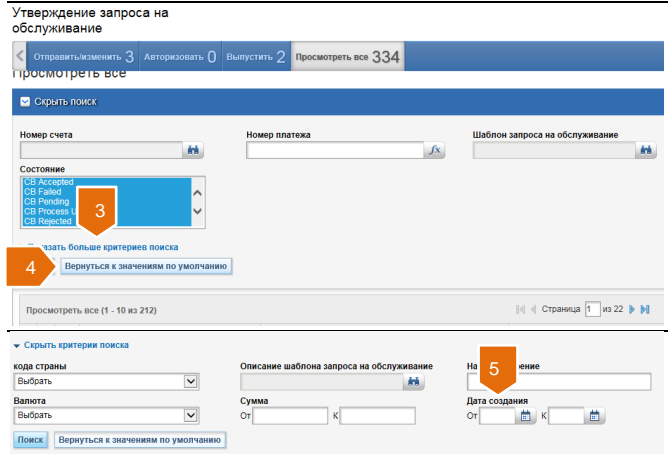 Утверждение запроса на
обслуживание
Отправить/изменить 3 Авторизовать 0 Выпустить 2 Просмотреть все 334
Просмотреть все
Скрыть поиск
Номер счета Номер платежа Шаблон запроса на обслуживание
fx
Состояние
CB Accepted
CB Failed
CB Pending
CB Process
CB Rejected
3
больше критериев поиска
4 Вернуться к значениям по умолчанию
Просмотреть все (1 - 10 из 212) Страница 1 из 22
Скрыть критерии поиска
кода страны Описание шаблона запроса на обслуживание
Выбрать
5
Валюта Сумма Дата создания
Выбрать От К От К
Поиск Вернуться к значениям по умолчанию